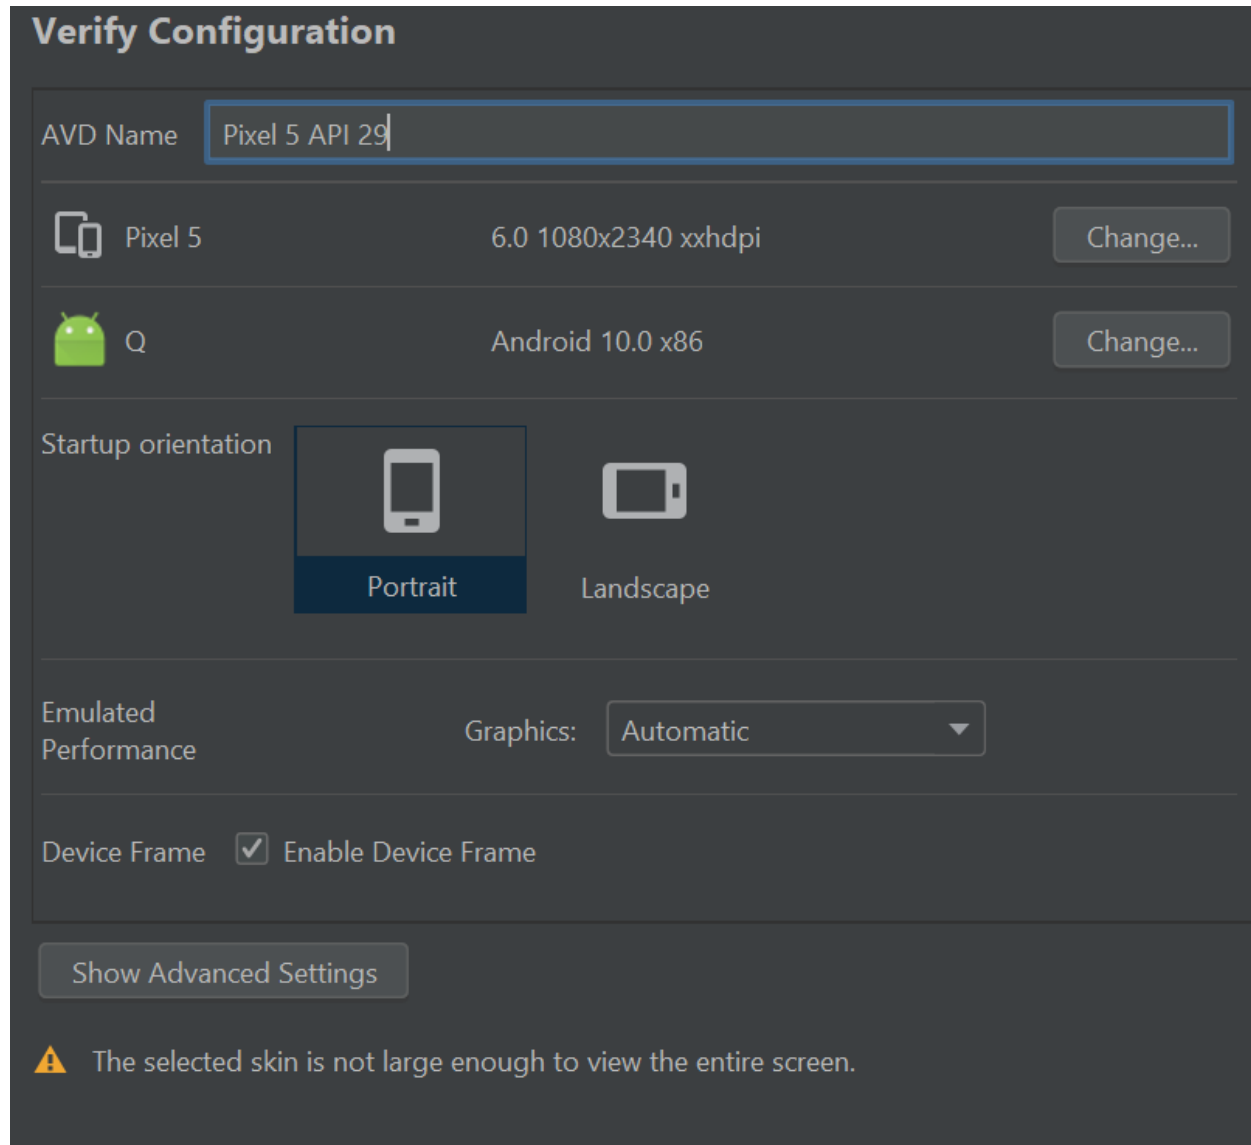 Verify Configuration
AVD Name Pixel 5 API 29
Pixel 5 6.0 1080x2340 xxhdpi Change...
Q Android 10.0 x86 Change...
Startup orientation
Portrait Landscape
Emulated
Performance
Graphics: Automatic
Device Frame Enable Device Frame
Show Advanced Settings
The selected skin is not large enough to view the entire screen.